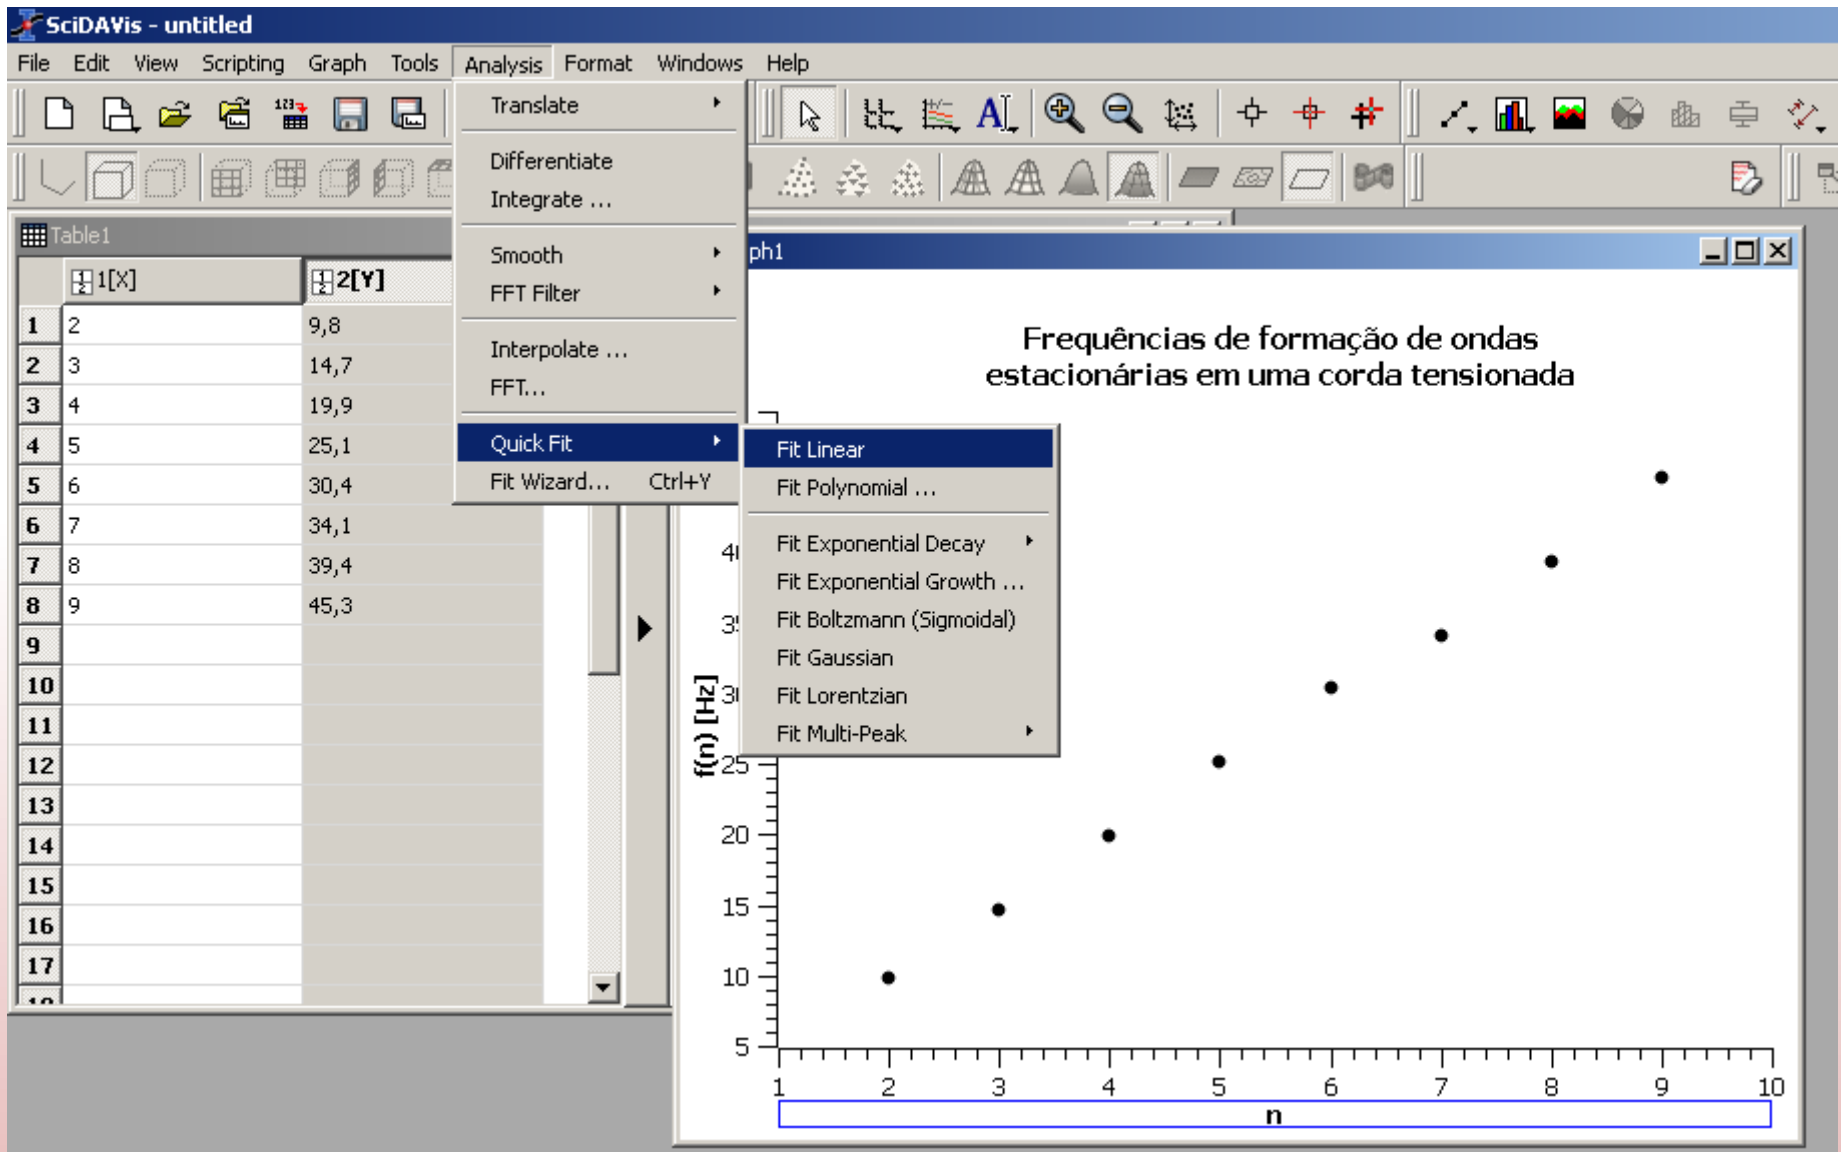 SciDAVis - untitled
File Edit View Scripting Graph Tools Analysis Format Windows Help
Translate
Differentiate
Integrate ...
Smooth
FFT Filter
Interpolate ...
FFT...
Quick Fit
Fit Wizard... Ctrl+Y
Fit Linear
Fit Polynomial ...
Fit Exponential Decay
Fit Exponential Growth ...
Fit Boltzmann (Sigmoidal)
Fit Gaussian
Fit Lorentzian
Fit Multi-Peak
Table1
1[X] 2[Y]
1 2 9,8
2 3 14,7
3 4 19,9
4 5 25,1
5 6 30,4
6 7 34,1
7 8 39,4
8 9 45,3
9
10
11
12
13
14
15
16
17
ph1
Frequências de formação de ondas
estacionárias em uma corda tensionada
f(n) [Hz]
25
20
15
10
5
1 2 3 4 5 6 7 8 9 10
n